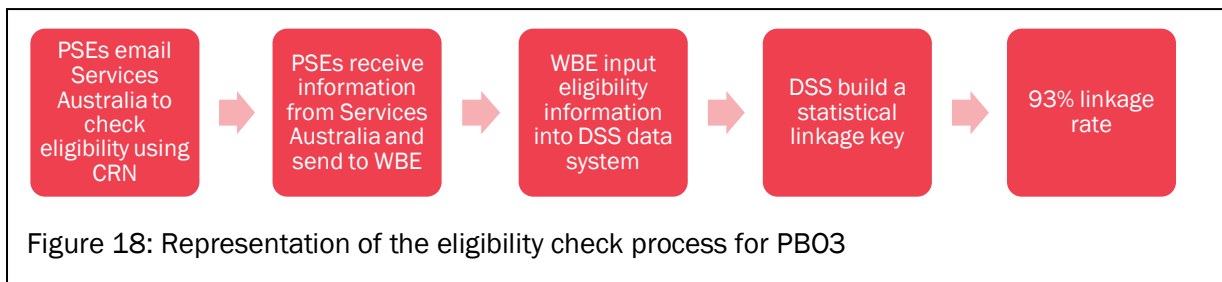 PSEs email
Services
Australia to
check
eligibility using
CRN
PSEs receive
information
from Services
Australia and
send to WBE
WBE input
eligibility
information
into DSS data
system
DSS build a
statistical
linkage key
93% linkage
rate
Figure 18: Representation of the eligibility check process for PBO3